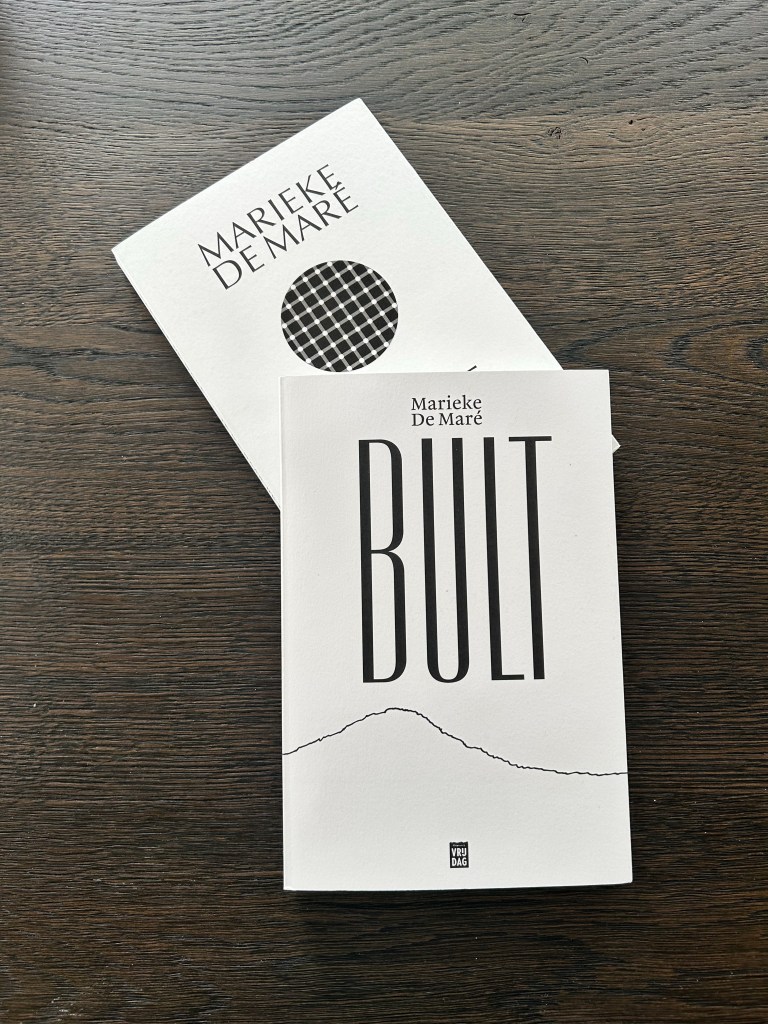 MARIEKE
DE MARÉ
Marieke
De Maré
BULT
VRIJ
DAG